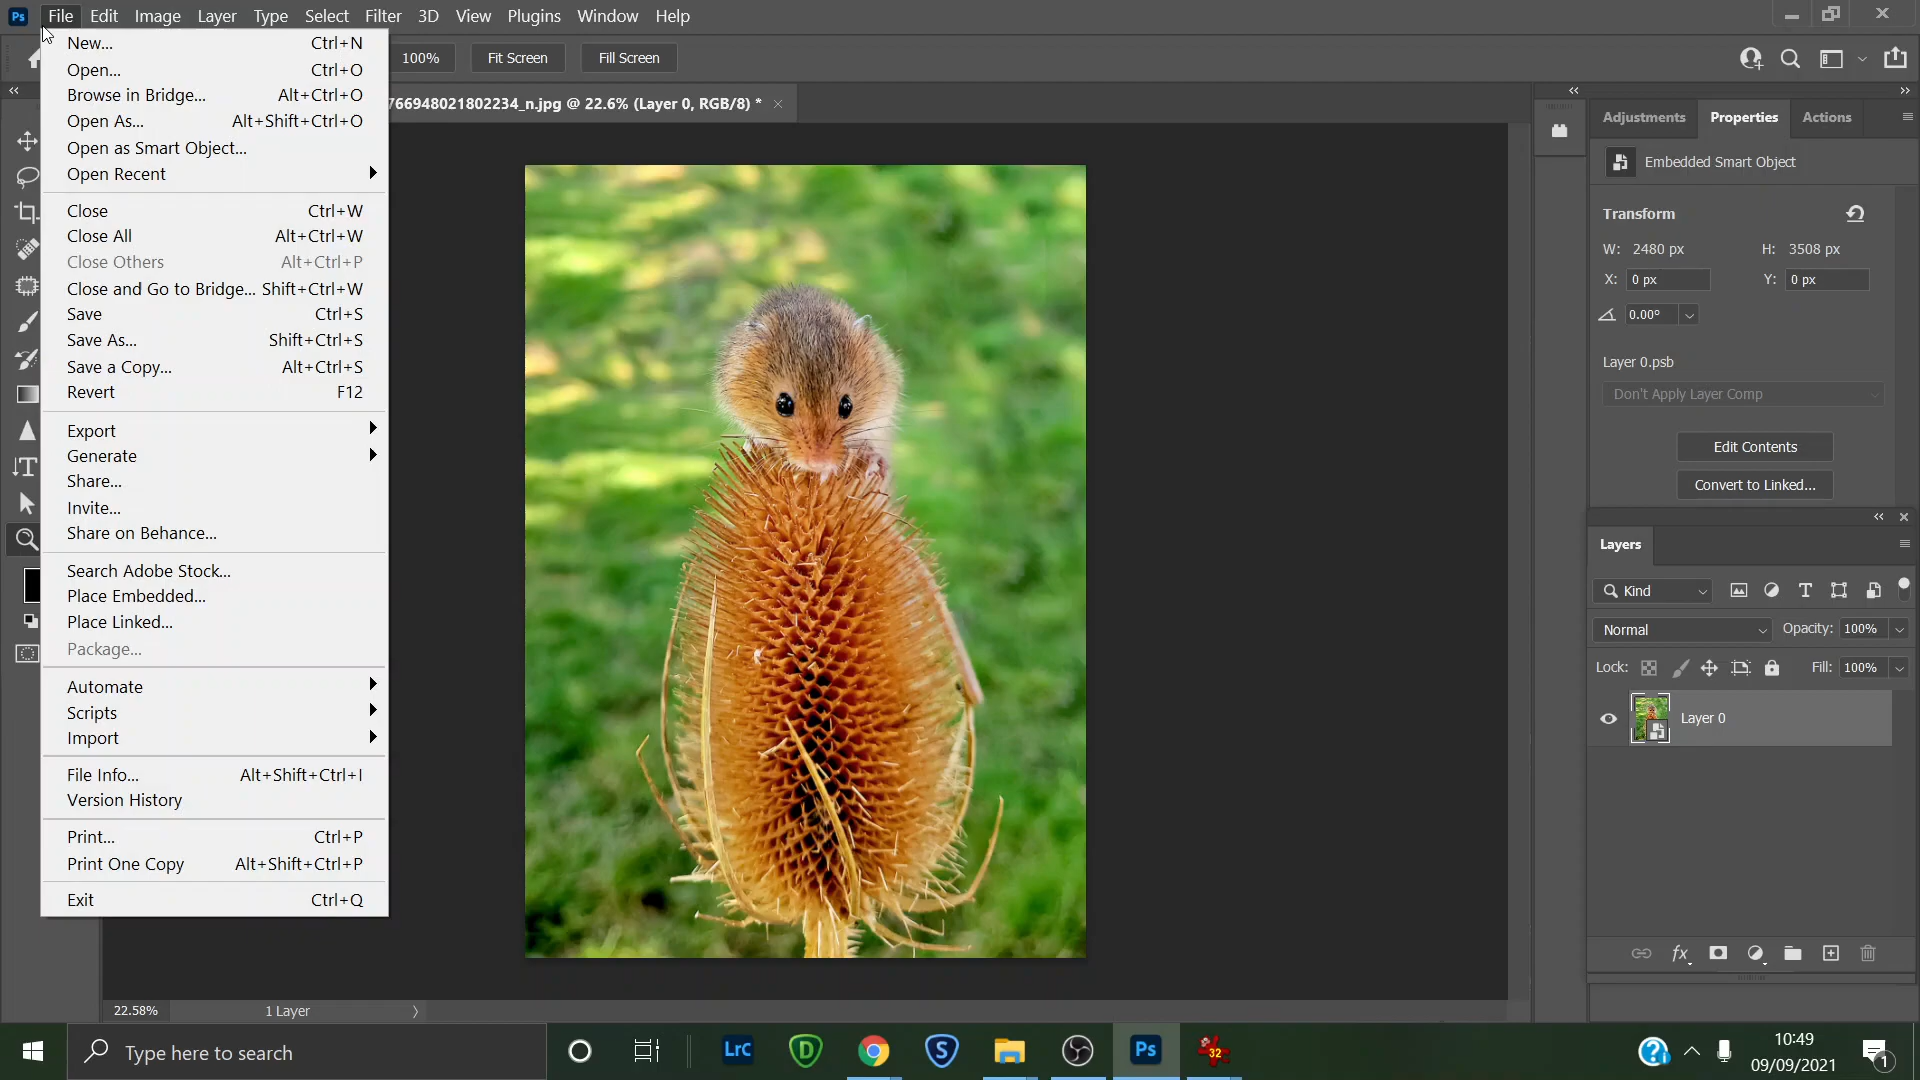 Ps File Edit Image Layer Type Select Filter 3D View Plugins Window Help
100% Fit Screen Fill Screen
766948021802234_n.jpg @ 22.6% (Layer 0, RGB/8) *
New... Ctrl+N
Open... Ctrl+O
Browse in Bridge... Alt+Ctrl+O
Open As... Alt+Shift+Ctrl+O
Open as Smart Object...
Open Recent
Close Ctrl+W
Close All Alt+Ctrl+W
Close Others Alt+Ctrl+P
Close and Go to Bridge... Shift+Ctrl+W
Save Ctrl+S
Save As... Shift+Ctrl+S
Save a Copy... Alt+Ctrl+S
Revert F12
Export
Generate
Share...
Invite...
Share on Behance...
Search Adobe Stock...
Place Embedded...
Place Linked...
Package...
Automate
Scripts
Import
File Info... Alt+Shift+Ctrl+I
Version History
Print... Ctrl+P
Print One Copy Alt+Shift+Ctrl+P
Exit Ctrl+Q
Adjustments Properties Actions
Embedded Smart Object
Transform
W: 2480 px H: 3508 px
X: 0 px Y: 0 px
0.00°
Layer 0.psb
Don't Apply Layer Comp
Edit Contents
Convert to Linked...
Layers
Kind
Normal Opacity: 100%
Lock: Fill: 100%
Layer 0
22.58% 1 Layer
Type here to search
LrC D S Ps 32
10:49
09/09/2021
1